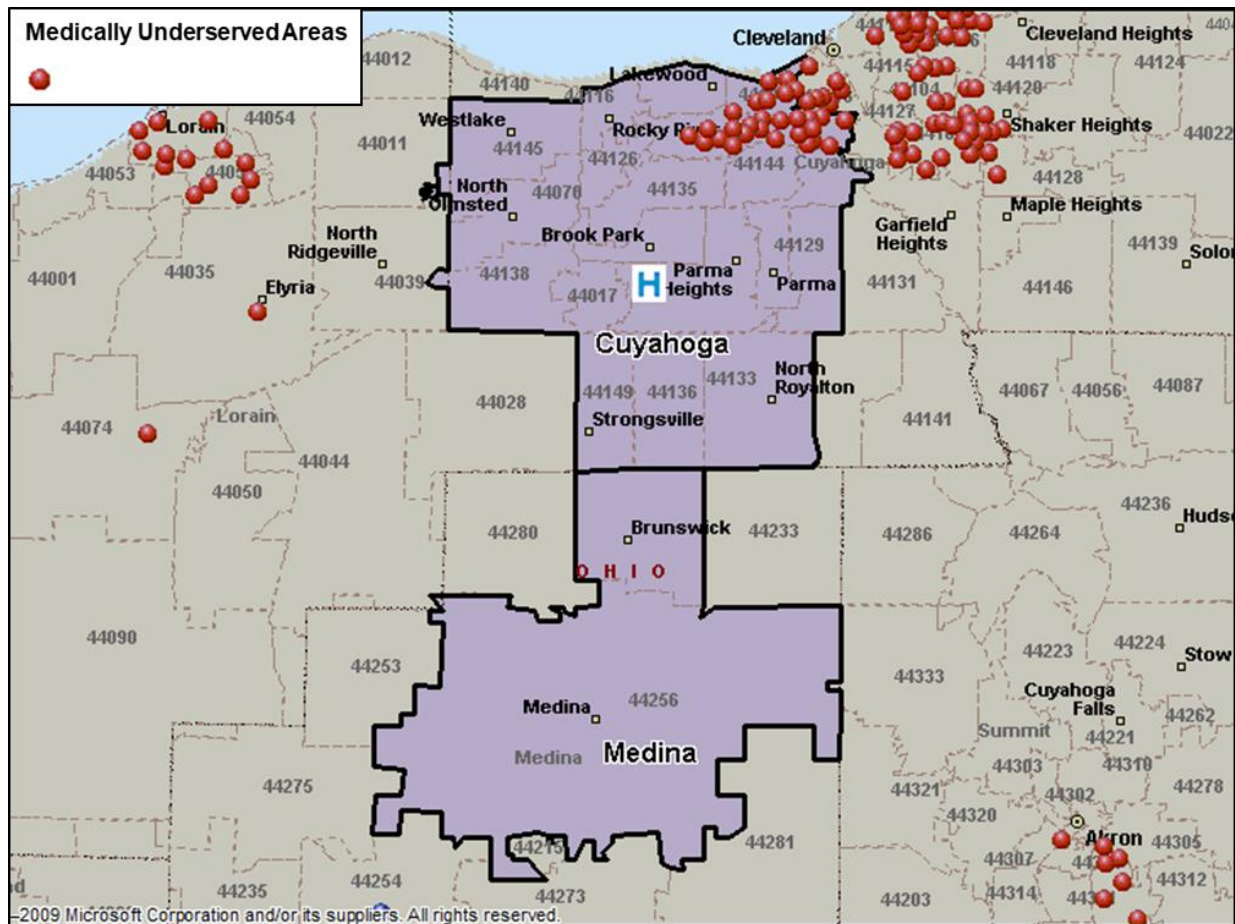 Medically Underserved Areas
44012
Cleveland
Cleveland Heights
44140
Lakewood
44116
44115
44118
44124
Lorain
44054
Westlake
Rocky River
44127
44120
44011
44145
44126
44144
Cuyahoga
Shaker Heights
44022
44053
44070
44135
44128
North
Olmsted
Brook Park
44129
Garfield
Heights
Maple Heights
44139
North
Ridgeville
44001
44035
44039
44138
Parma
Heights
Parma
44131
Solon
Elyria
44017
H
44146
Cuyahoga
44149
44136
44133
North
Royalton
44067
44056
44087
44028
Lorain
44074
Strongsville
44141
44044
44050
44236
Brunswick
44280
44233
44286
44264
OHIO
44090
44253
44223
44224
Stow
44256
44333
Medina
Cuyahoga
Falls
44262
Summit
44221
Medina
Medina
44303
44310
44275
44321
44302
44278
44320
Akron
44215
44281
44307
44305
44235
44254
44273
44203
44314
44312
2009 Microsoft Corporation and/or its suppliers. All rights reserved.